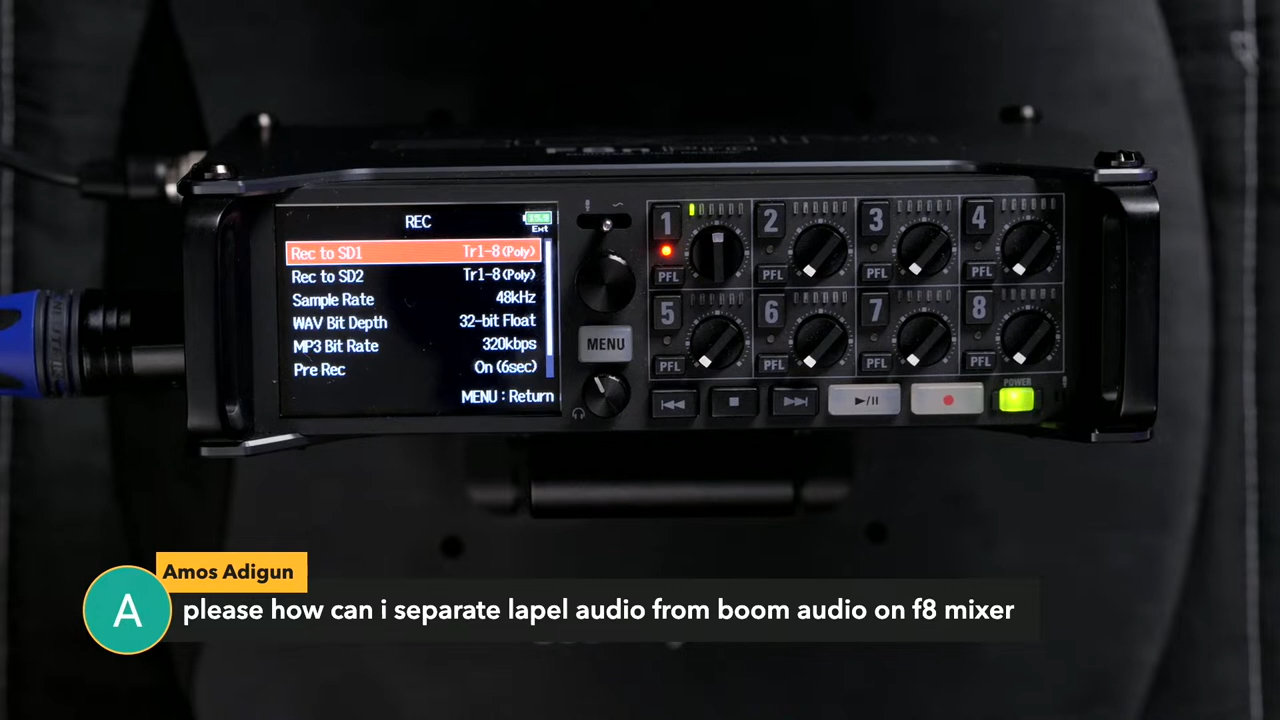 REC
Ext
Rec to SD1 Tr1-8(Poly)
Rec to SD2 Tr1-8(Poly)
Sample Rate 48kHz
WAV Bit Depth 32-bit Float
MP3 Bit Rate 320kbps
Pre Rec On (6sec)
MENU : Return
MENU
1 2 3 4
PFL PFL PFL PFL
5 6 7 8
PFL PFL PFL PFL
POWER
Amos Adigun
A
please how can i separate lapel audio from boom audio on f8 mixer